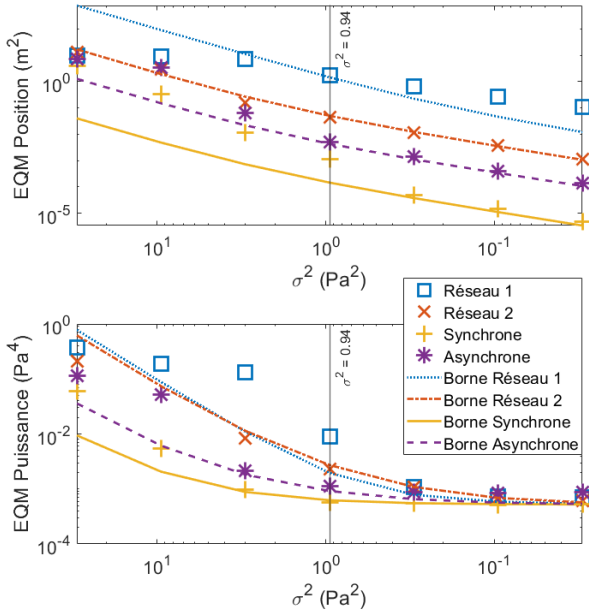 EQM Position (m²)
10⁰
10⁻⁵
σ² = 0.94
10¹
10⁰
10⁻¹
σ² (Pa²)
EQM Puissance (Pa⁴)
10⁰
10⁻²
10⁻⁴
σ² = 0.94
10¹
10⁰
10⁻¹
σ² (Pa²)
Réseau 1
Réseau 2
Synchrone
Asynchrone
Borne Réseau 1
Borne Réseau 2
Borne Synchrone
Borne Asynchrone